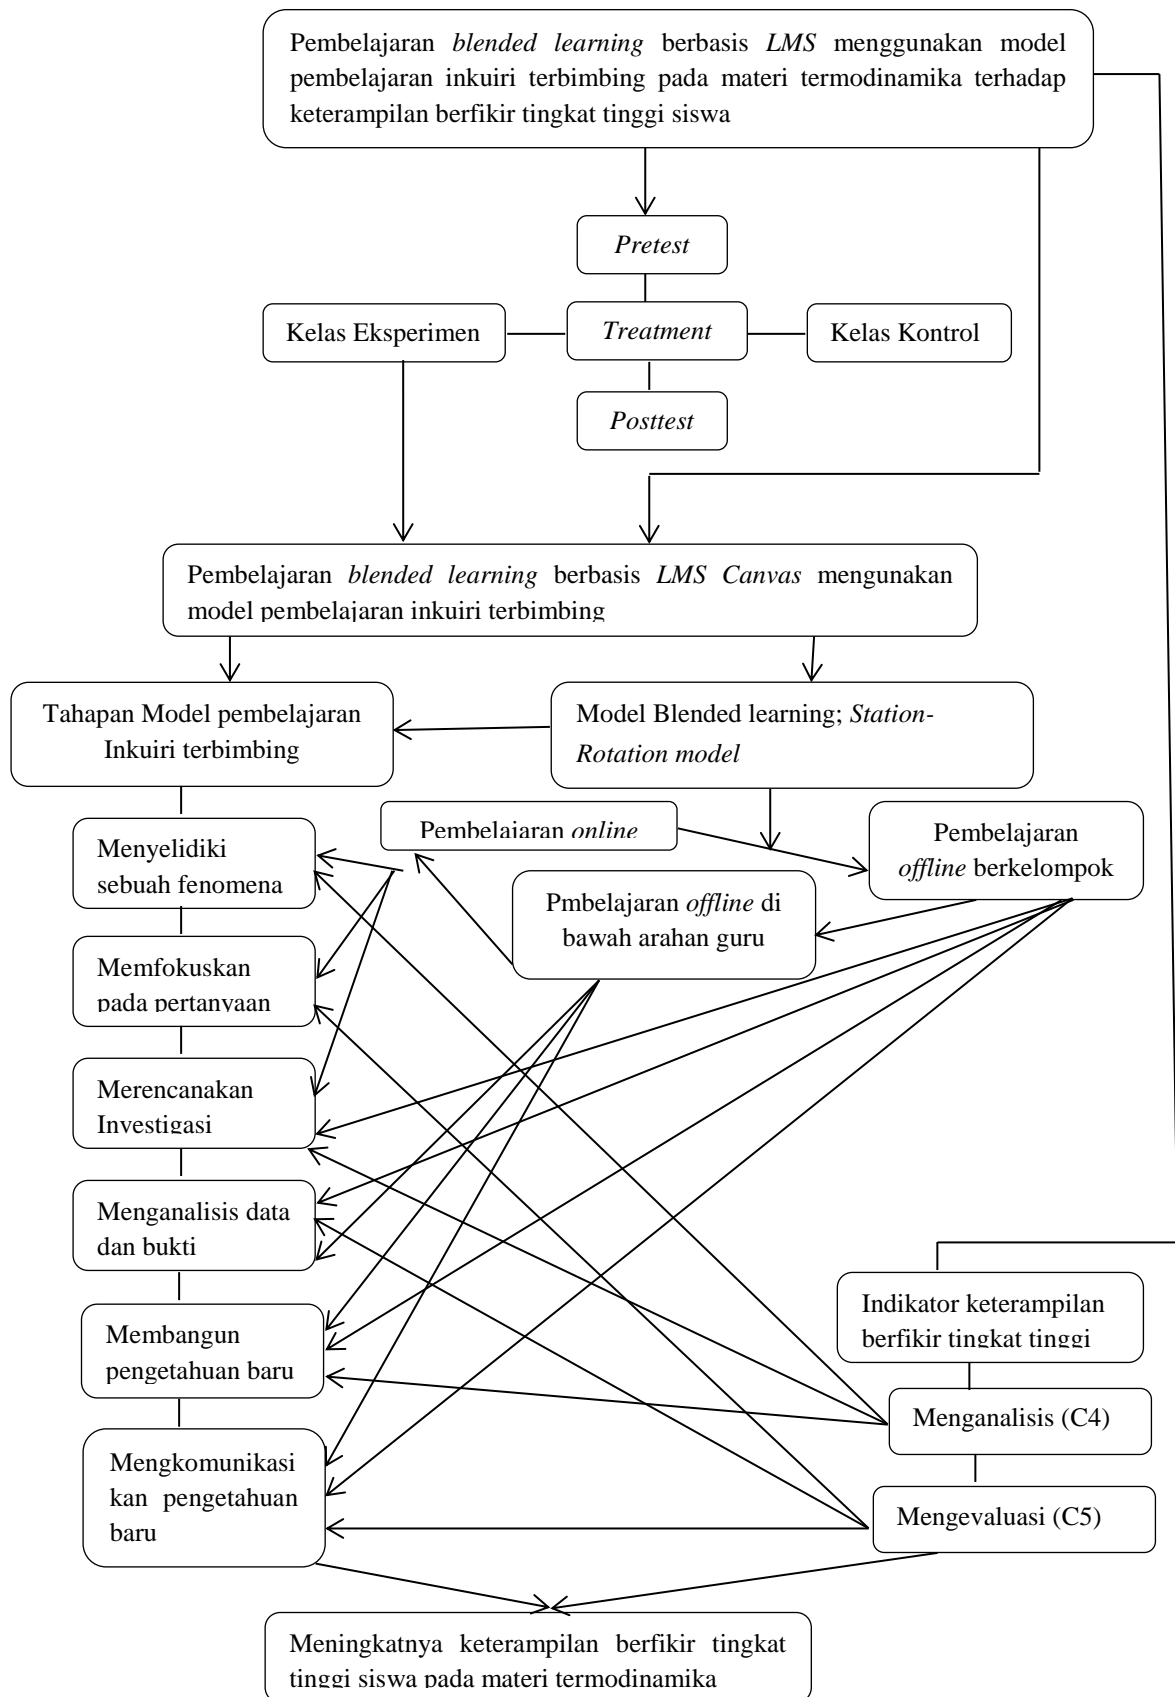 Pembelajaran blended learning berbasis LMS menggunakan model
pembelajaran inkuiri terbimbing pada materi termodinamika terhadap
keterampilan berfikir tingkat tinggi siswa
Pretest
Kelas Eksperimen
Treatment
Kelas Kontrol
Posttest
Pembelajaran blended learning berbasis LMS Canvas mengunakan
model pembelajaran inkuiri terbimbing
Tahapan Model pembelajaran
Inkuiri terbimbing
Model Blended learning; Station-
Rotation model
Pembelajaran online
Pembelajaran
offline berkelompok
Pmbelajaran offline di
bawah arahan guru
Menyelidiki
sebuah fenomena
Memfokuskan
pada pertanyaan
Merencanakan
Investigasi
Menganalisis data
dan bukti
Membangun
pengetahuan baru
Mengkomunikasi
kan pengetahuan
baru
Indikator keterampilan
berfikir tingkat tinggi
Menganalisis (C4)
Mengevaluasi (C5)
Meningkatnya keterampilan berfikir tingkat
tinggi siswa pada materi termodinamika